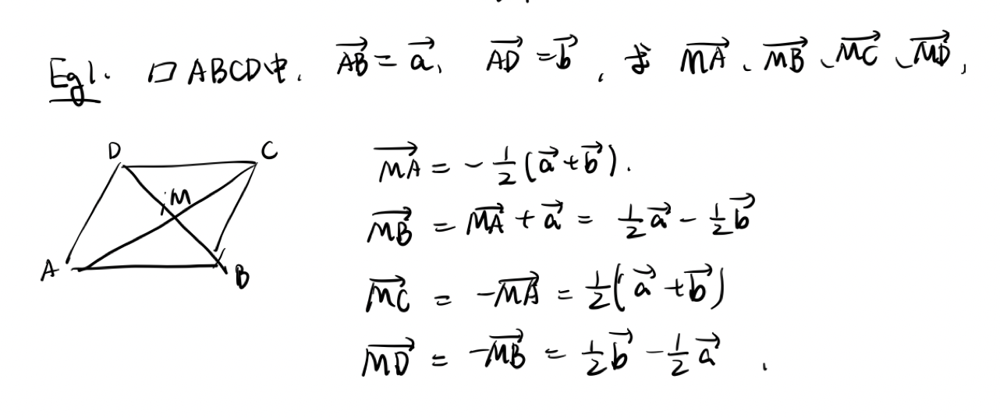 Eg1. ▱ABCD中, $\overrightarrow{AB}=\vec{a}$, $\overrightarrow{AD}=\vec{b}$, 求 $\overrightarrow{MA}$、$\overrightarrow{MB}$、$\overrightarrow{MC}$、$\overrightarrow{MD}$,
D C
M
A B
$\overrightarrow{MA}=-\frac{1}{2}(\vec{a}+\vec{b})$.
$\overrightarrow{MB}=\overrightarrow{MA}+\vec{a}=\frac{1}{2}\vec{a}-\frac{1}{2}\vec{b}$
$\overrightarrow{MC}=-\overrightarrow{MA}=\frac{1}{2}(\vec{a}+\vec{b})$
$\overrightarrow{MD}=-\overrightarrow{MB}=\frac{1}{2}\vec{b}-\frac{1}{2}\vec{a}$.